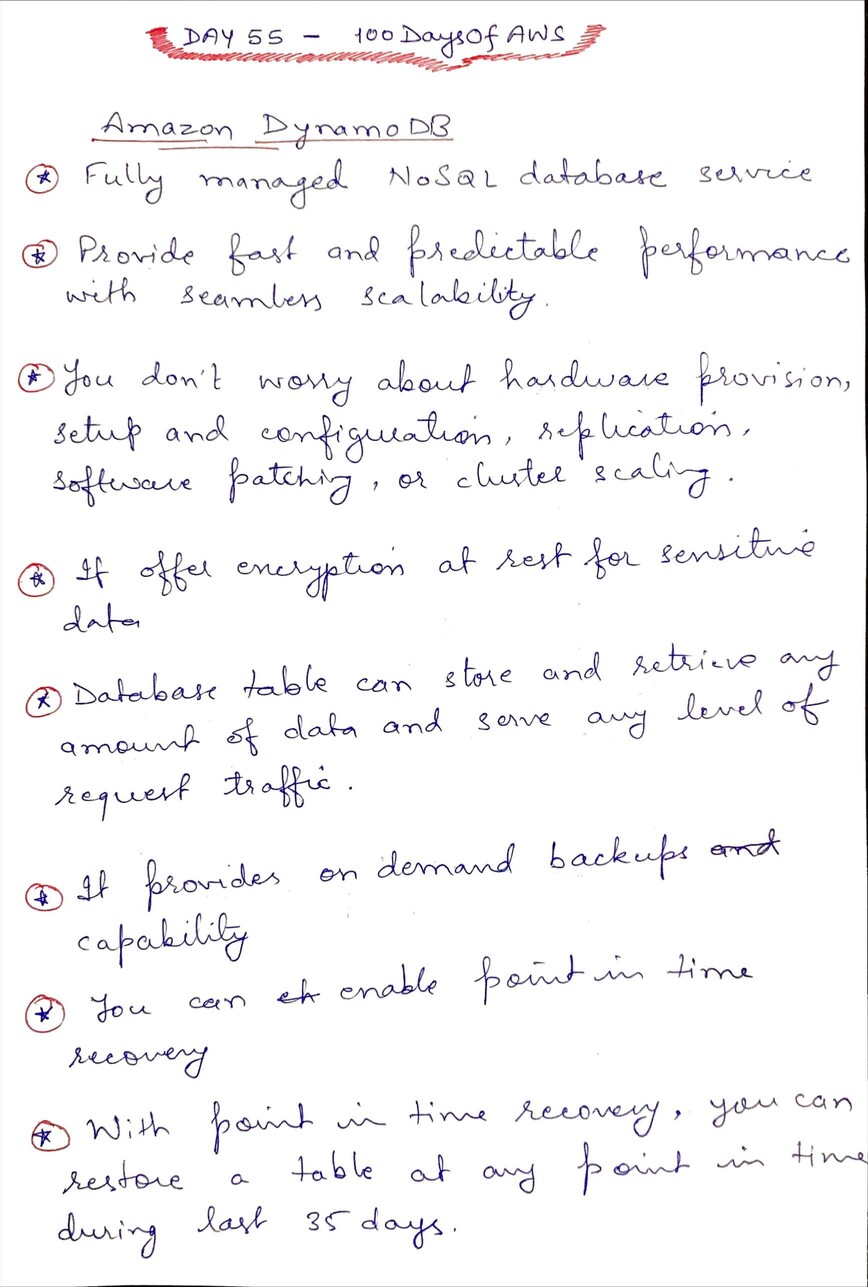 DAY 55 - 100 DaysOf AWS
Amazon DynamoDB
Fully managed NoSQL database service
Provide fast and predictable performance
with seamless scalability.
You don't worry about hardware provision,
setup and configuration, replication,
software patching, or cluster scaling.
It offer encryption at rest for sensitive
data
Database table can store and retrieve any
amount of data and serve any level of
request traffic.
It provides on demand backups and
capability
You can enable point in time
recovery
With point in time recovery, you can
restore a table at any point in time
during last 35 days.